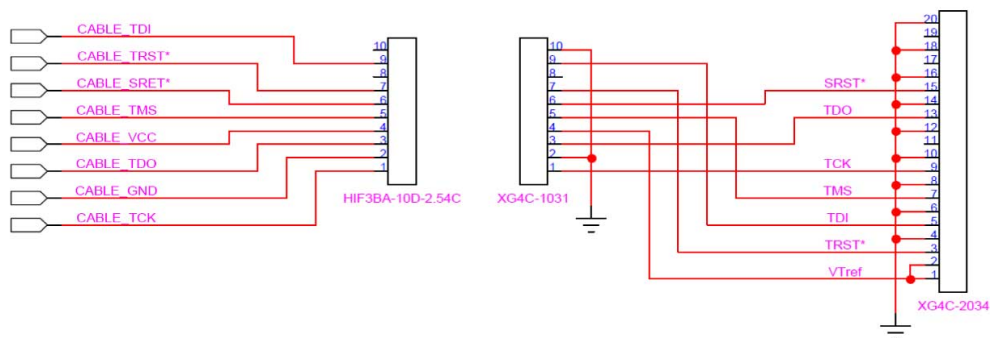 CABLE_TDI
CABLE_TRST*
CABLE_SRET*
CABLE_TMS
CABLE_VCC
CABLE_TDO
CABLE_GND
CABLE_TCK
10
9
8
7
6
5
4
3
2
1
HIF3BA-10D-2.54C
10
9
8
7
6
5
4
3
2
1
XG4C-1031
SRST*
TDO
TCK
TMS
TDI
TRST*
VTref
20
19
18
17
16
15
14
13
12
11
10
9
8
7
6
5
4
3
2
1
XG4C-2034